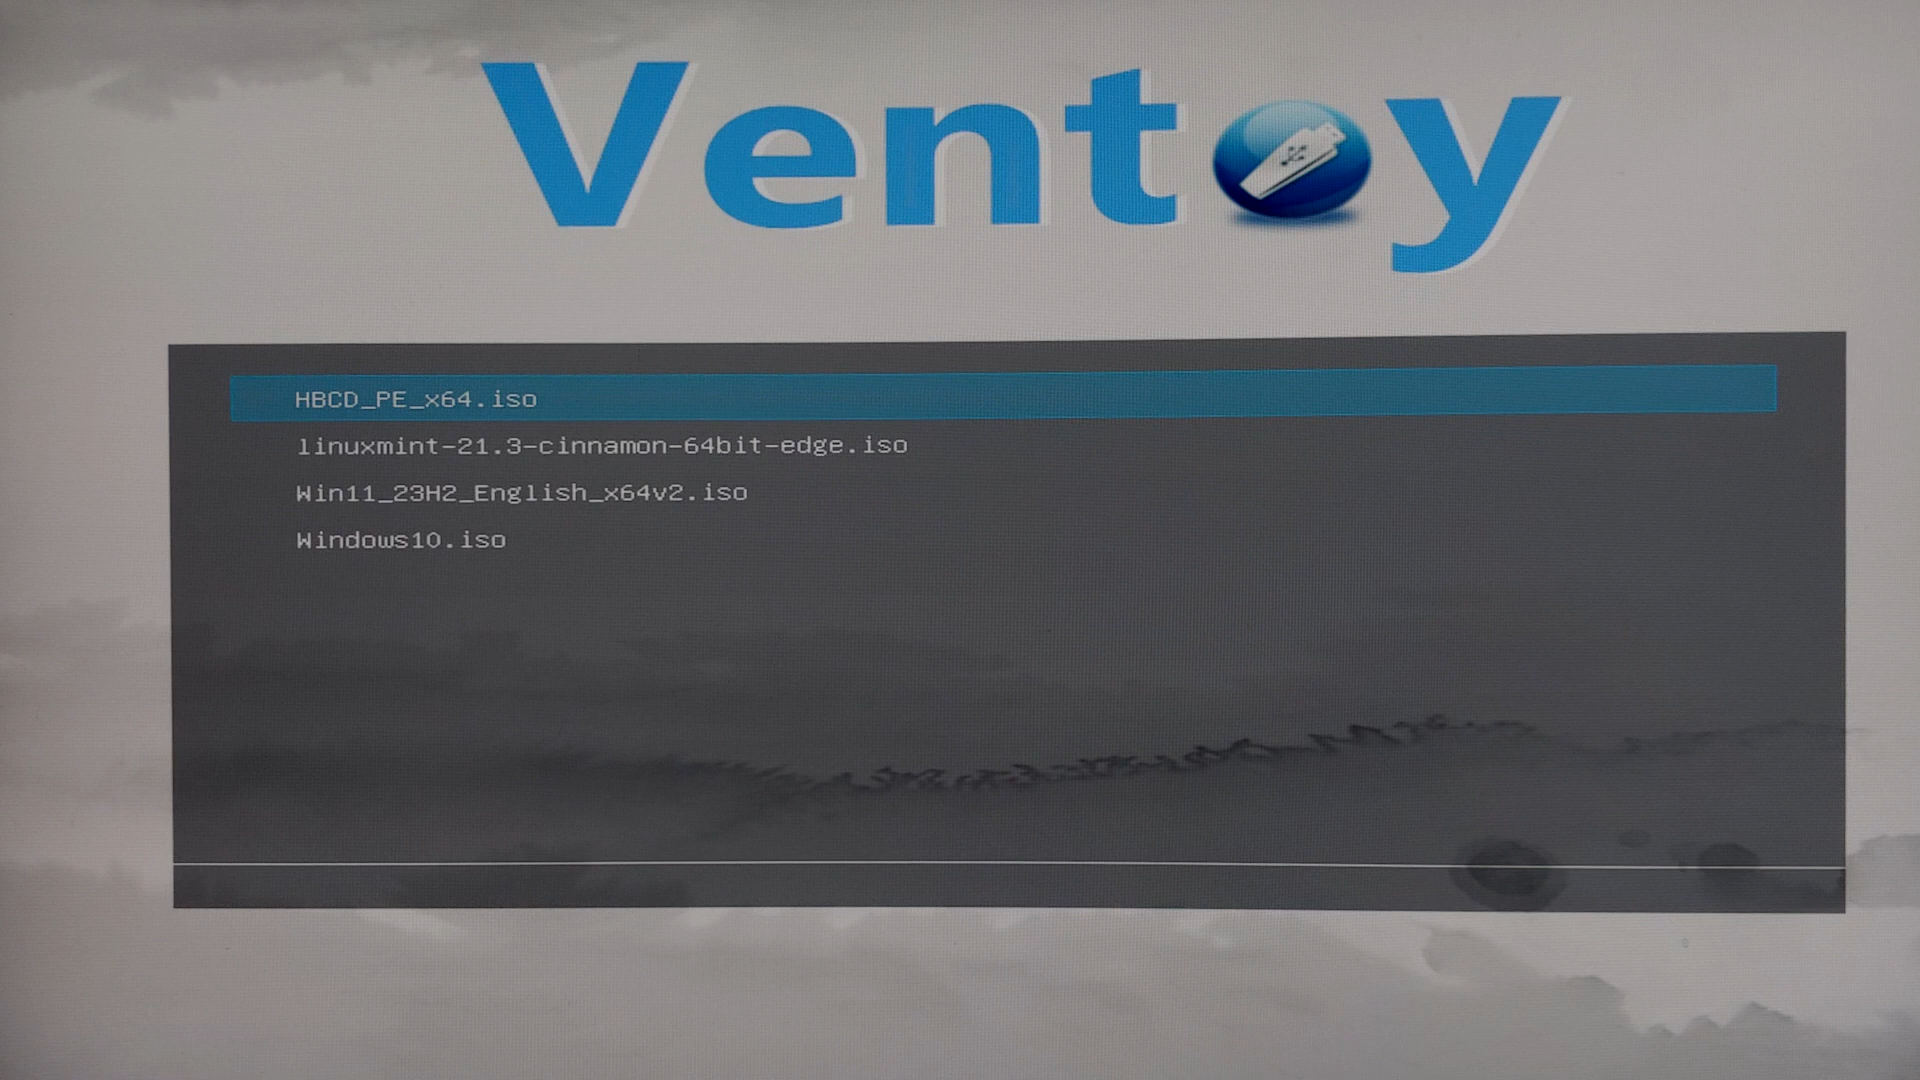 Ventoy
HBCD_PE_x64.iso
linuxmint-21.3-cinnamon-64bit-edge.iso
Win11_23H2_English_x64v2.iso
Windows10.iso